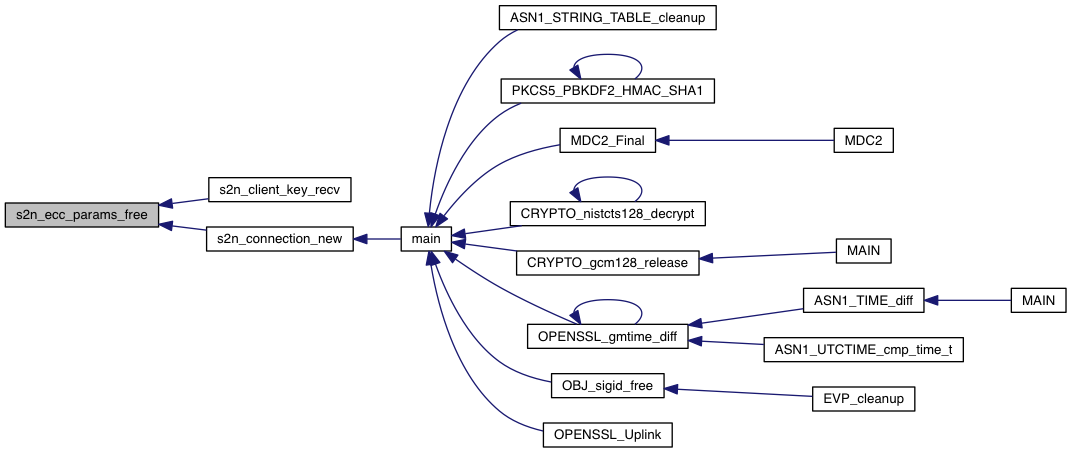 ASN1_STRING_TABLE_cleanup
PKCS5_PBKDF2_HMAC_SHA1
MDC2_Final
MDC2
s2n_client_key_recv
s2n_ecc_params_free
CRYPTO_nistcts128_decrypt
s2n_connection_new
main
MAIN
CRYPTO_gcm128_release
ASN1_TIME_diff
MAIN
OPENSSL_gmtime_diff
ASN1_UTCTIME_cmp_time_t
OBJ_sigid_free
EVP_cleanup
OPENSSL_Uplink